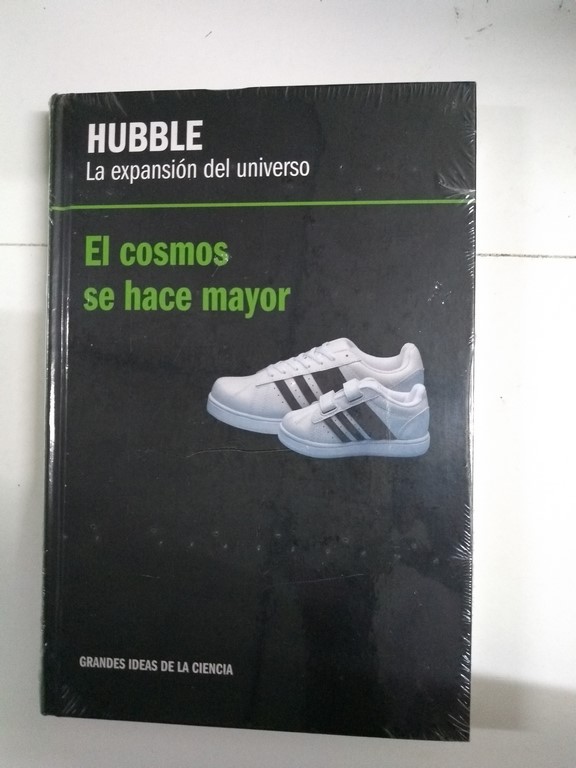 HUBBLE
La expansión del universo
El cosmos
se hace mayor
GRANDES IDEAS DE LA CIENCIA